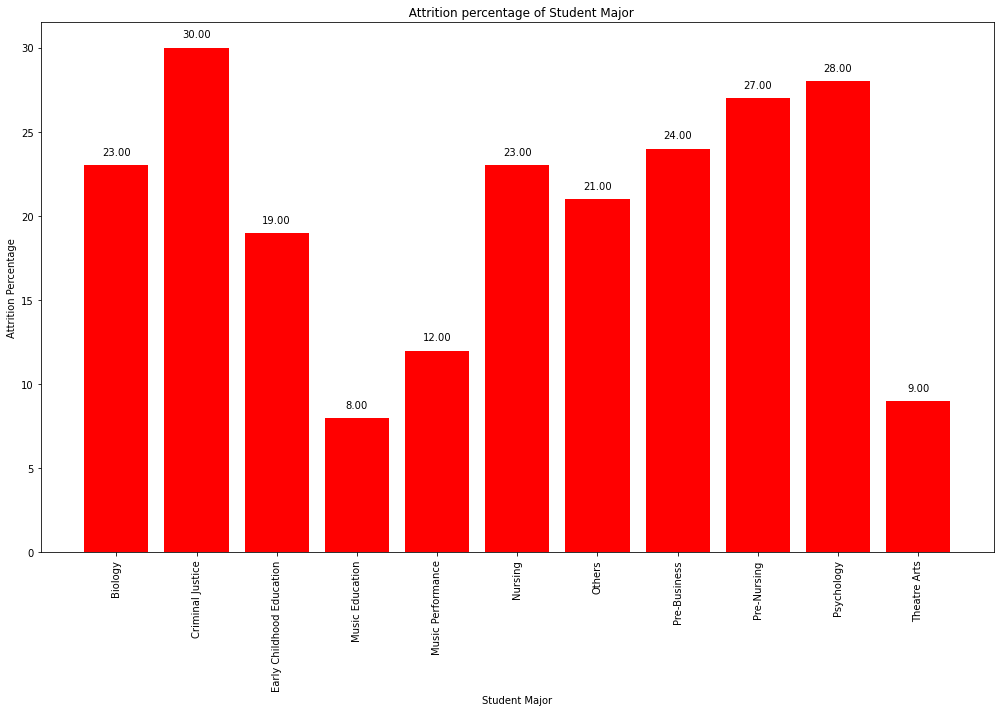 Attrition percentage of Student Major
Attrition Percentage
30
25
20
15
10
5
0
23.00
30.00
19.00
8.00
12.00
23.00
21.00
24.00
27.00
28.00
9.00
Biology
Criminal Justice
Early Childhood Education
Music Education
Music Performance
Nursing
Others
Pre-Business
Pre-Nursing
Psychology
Theatre Arts
Student Major